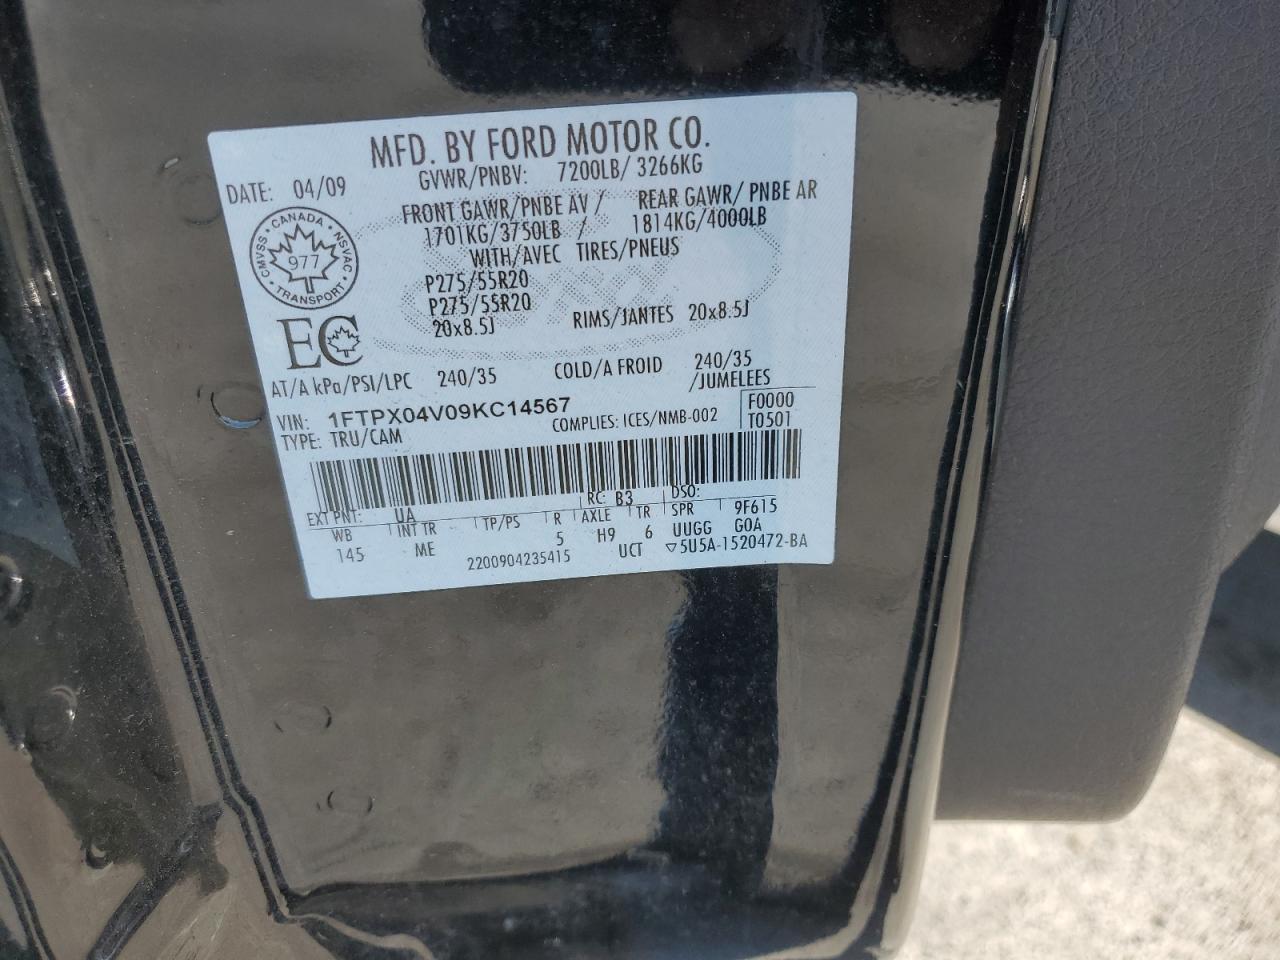 MFD. BY FORD MOTOR CO.
DATE: 04/09 GVWR/PNBV: 7200LB/ 3266KG
FRONT GAWR/PNBE AV / REAR GAWR/ PNBE AR
1701KG/3750LB / 1814KG/4000LB
WITH/AVEC TIRES/PNEUS
P275/55R20
P275/55R20
20x8.5J RIMS/JANTES 20x8.5J
CANADA
CMVSS NSVAC
977
TRANSPORT
EC
AT/A kPa/PSI/LPC 240/35 COLD/A FROID 240/35
/JUMELEES
VIN: 1FTPX04V09KC14567 F0000
TYPE: TRU/CAM COMPLIES: ICES/NMB-002 T0501
EXT PNT: UA RC: B3 DSO:
WB INT TR TP/PS R AXLE TR SPR 9F615
145 ME 5 H9 6 UUGG GOA
2200904235415 UCT ▽5U5A-1520472-BA